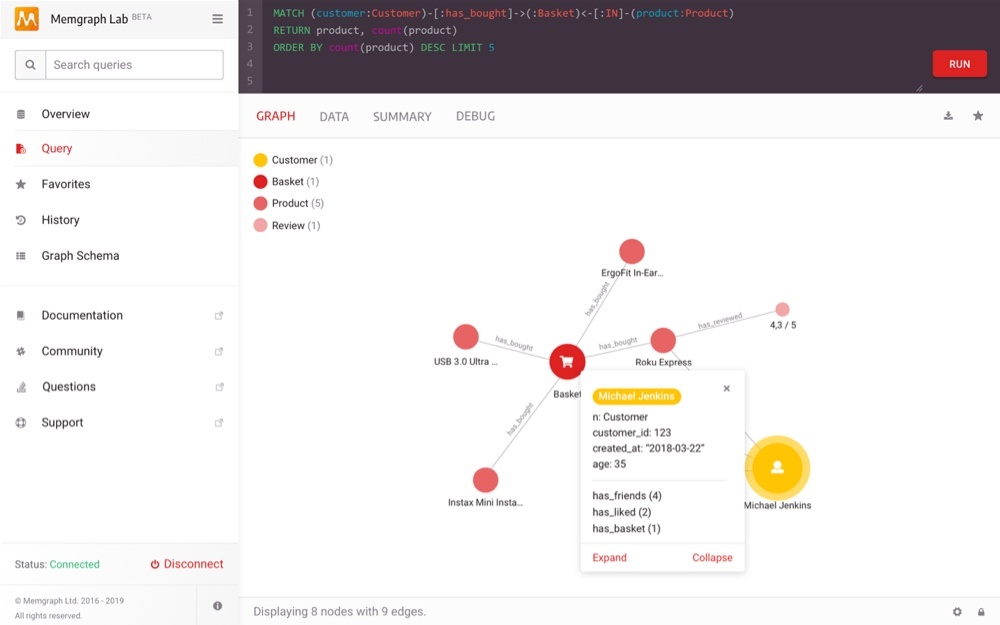 Memgraph Lab BETA
Search queries
Overview
Query
Favorites
History
Graph Schema
Documentation
Community
Questions
Support
Status: Connected
Disconnect
© Memgraph Ltd. 2016 - 2019
All rights reserved.
1 MATCH (customer:Customer)-[:has_bought]->(:Basket)<-[:IN]-(product:Product)
2 RETURN product, count(product)
3 ORDER BY count(product) DESC LIMIT 5
4
5
RUN
GRAPH DATA SUMMARY DEBUG
Customer (1)
Basket (1)
Product (5)
Review (1)
ErgoFit In-Ear...
has_bought
has_reviewed
4,3 / 5
USB 3.0 Ultra ...
has_bought
has_bought
Roku Express
Basket
has_bought
Instax Mini Insta...
Michael Jenkins
×
n: Customer
customer_id: 123
created_at: “2018-03-22”
age: 35
has_friends (4)
has_liked (2)
has_basket (1)
Expand Collapse
Michael Jenkins
Displaying 8 nodes with 9 edges.